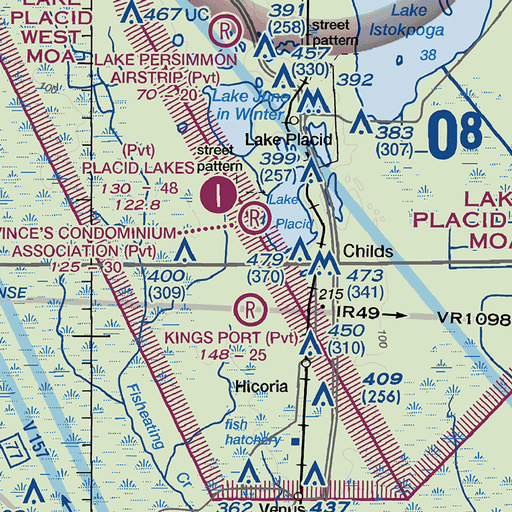 LAKE
PLACID
WEST
MOA
467 UC
R
391
(258)
street
pattern
Lake
Istokpoga
38
LAKE PERSIMMON
AIRSTRIP (Pvt)
70 - 20
457
(330)
392
700
Lake June
in Winter
Lake Placid
383
(307)
08
(Pvt)
PLACID LAKES
130 - 48
122.8
street
pattern
399
(257)
Lake
Placid
R
LAK
PLACID
MOA
VINCE'S CONDOMINIUM
ASSOCIATION (Pvt)
125 - 30
400
(309)
479
(370)
Childs
473
(341)
215
NSE
R
KINGS PORT (Pvt)
148 - 25
IR49
VR1098
450
(310)
100
Hicoria
409
(256)
Fisheating
Cr
fish
hatchery
77
V 157
362
Venus
437